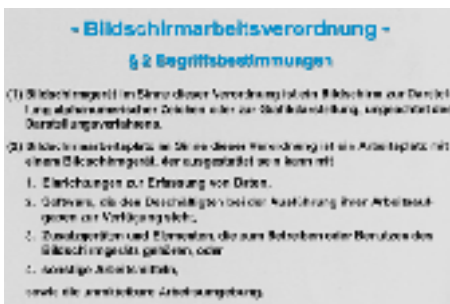 - Bildschirmarbeitsverordnung -
§ 2 Begriffsbestimmungen
(1) Bildschirmgerät im Sinne dieser Verordnung ist ein Bildschirm zur Darstel-
lung alphanumerischer Zeichen oder zur Grafikdarstellung, ungeachtet des
Darstellungsverfahrens.
(2) Bildschirmarbeitsplatz im Sinne dieser Verordnung ist ein Arbeitsplatz mit
einem Bildschirmgerät, der ausgestattet sein kann mit
1. Einrichtungen zur Erfassung von Daten,
2. Software, die den Beschäftigten bei der Ausführung ihrer Arbeitsauf-
gaben zur Verfügung steht,
3. Zusatzgeräten und Elementen, die zum Betreiben oder Benutzen des
Bildschirmgeräts gehören, oder
4. sonstige Arbeitsmitteln,
sowie die unmittelbare Arbeitsumgebung.